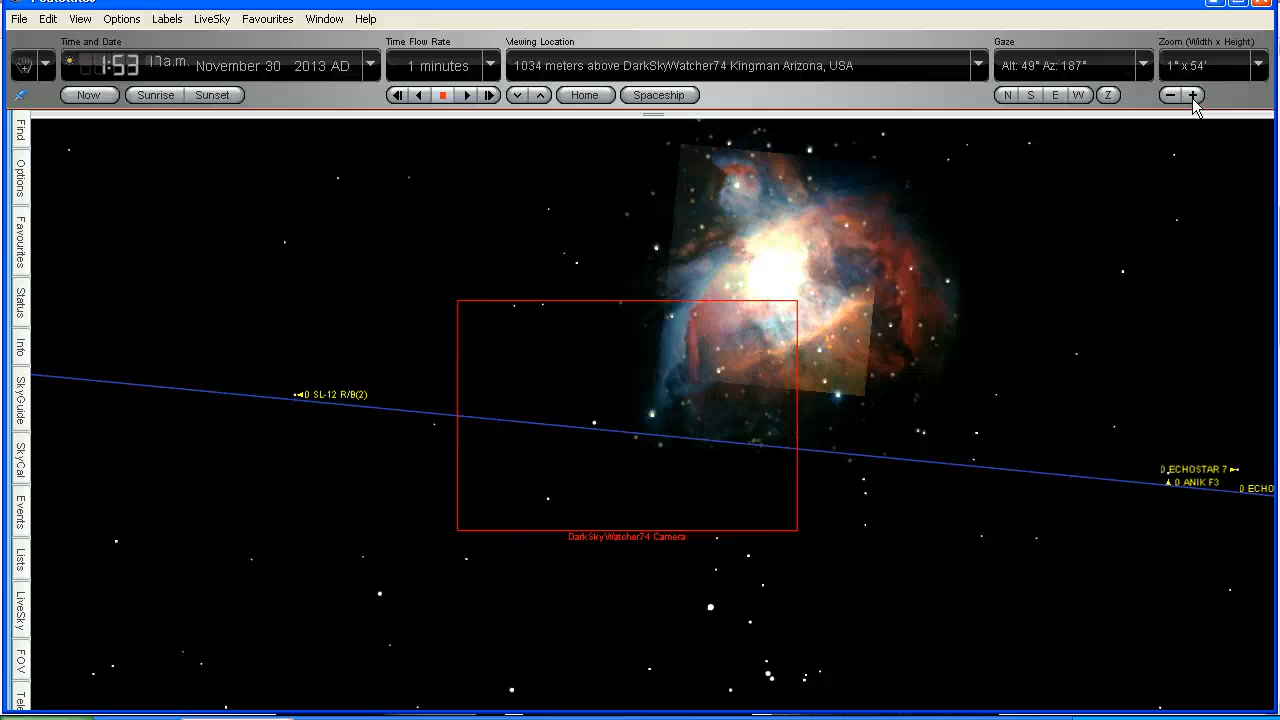 File Edit View Options Labels LiveSky Favourites Window Help
Time and Date Time Flow Rate Viewing Location Gaze Zoom (Width x Height)
1:53 a.m. November 30 2013 AD 1 minutes 1034 meters above DarkSkyWatcher74 Kingman Arizona, USA Alt: 49° Az: 187° 1° x 54'
Now Sunrise Sunset Home Spaceship N S E W Z
Find
Options
Favourites
Status
Info
SkyGuide
SkyCal
Events
Lists
LiveSky
FOV
0 SL-12 R/B(2)
0 ECHOSTAR 7
0 ANIK F3
0 ECHO
DarkSkyWatcher74 Camera